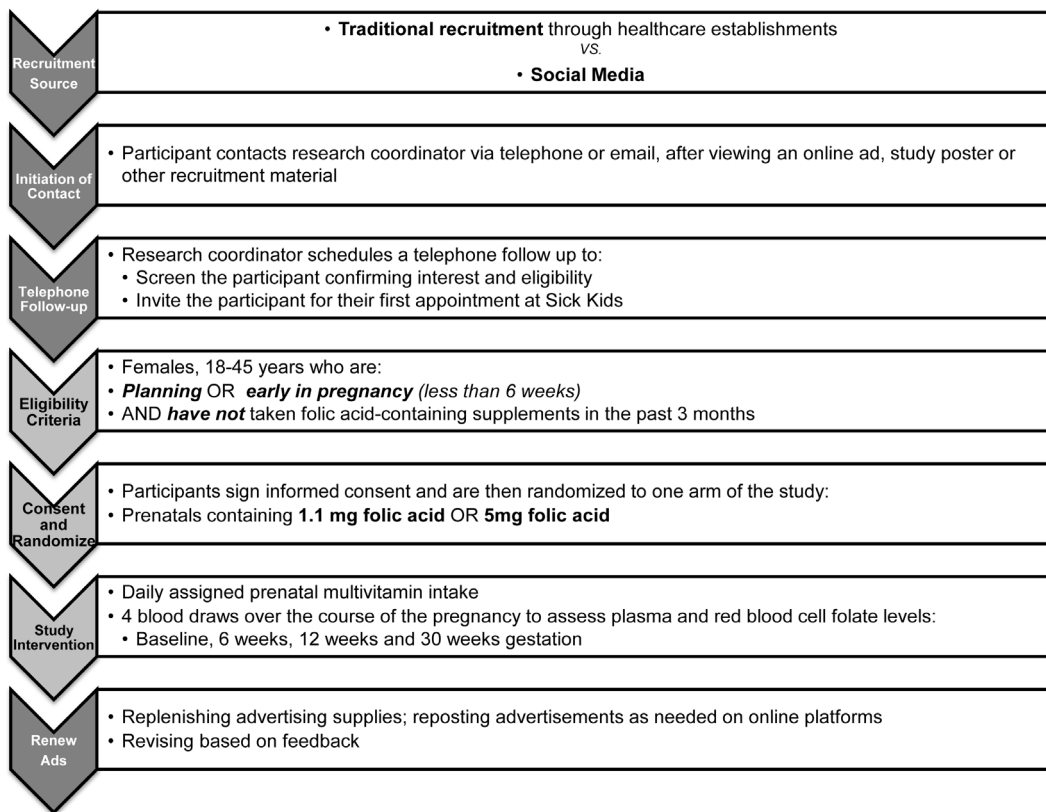 Recruitment
Source
• Traditional recruitment through healthcare establishments
VS.
• Social Media
Initiation of
Contact
• Participant contacts research coordinator via telephone or email, after viewing an online ad, study poster or
other recruitment material
Telephone
Follow-up
• Research coordinator schedules a telephone follow up to:
• Screen the participant confirming interest and eligibility
• Invite the participant for their first appointment at Sick Kids
Eligibility
Criteria
• Females, 18-45 years who are:
• Planning OR early in pregnancy (less than 6 weeks)
• AND have not taken folic acid-containing supplements in the past 3 months
Consent
and
Randomize
• Participants sign informed consent and are then randomized to one arm of the study:
• Prenatals containing 1.1 mg folic acid OR 5mg folic acid
Study
Intervention
• Daily assigned prenatal multivitamin intake
• 4 blood draws over the course of the pregnancy to assess plasma and red blood cell folate levels:
• Baseline, 6 weeks, 12 weeks and 30 weeks gestation
Renew
Ads
• Replenishing advertising supplies; reposting advertisements as needed on online platforms
• Revising based on feedback